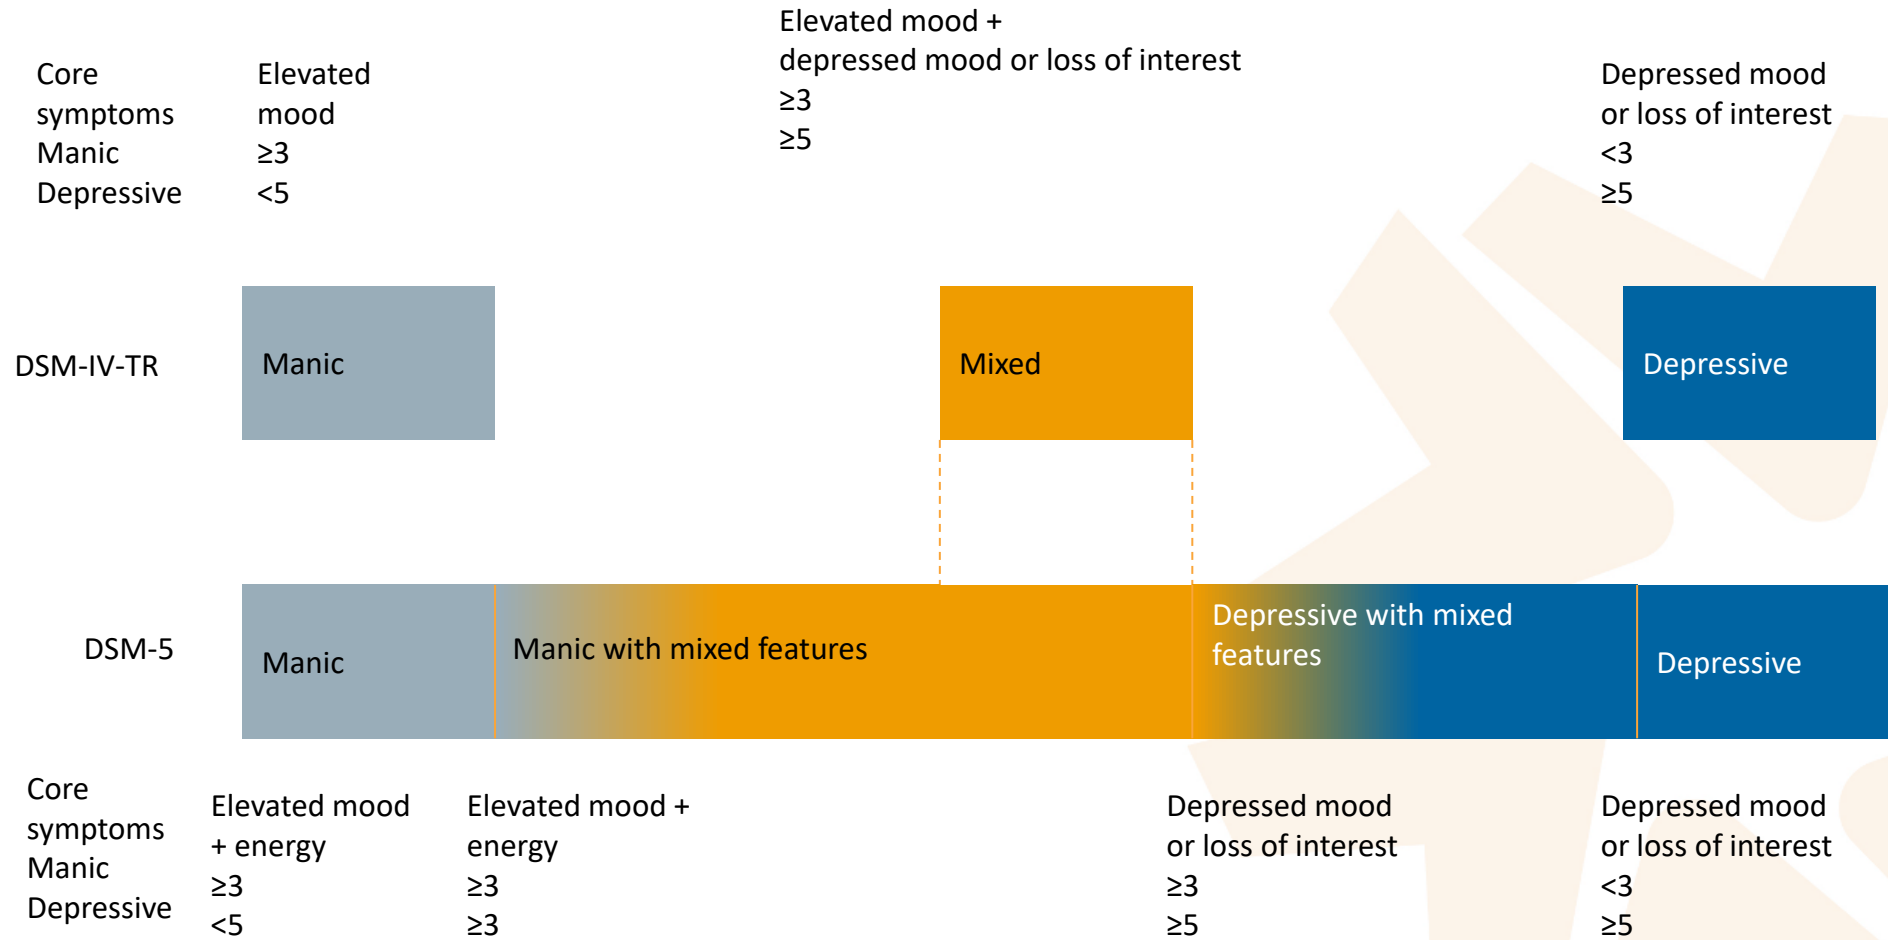 Core
symptoms
Manic
Depressive
Elevated
mood
≥3
<5
Elevated mood +
depressed mood or loss of interest
≥3
≥5
Depressed mood
or loss of interest
<3
≥5
DSM-IV-TR
Manic
Mixed
Depressive
DSM-5
Manic
Manic with mixed features
Depressive with mixed
features
Depressive
Core
symptoms
Manic
Depressive
Elevated mood
+ energy
≥3
<5
Elevated mood +
energy
≥3
≥3
Depressed mood
or loss of interest
≥3
≥5
Depressed mood
or loss of interest
<3
≥5